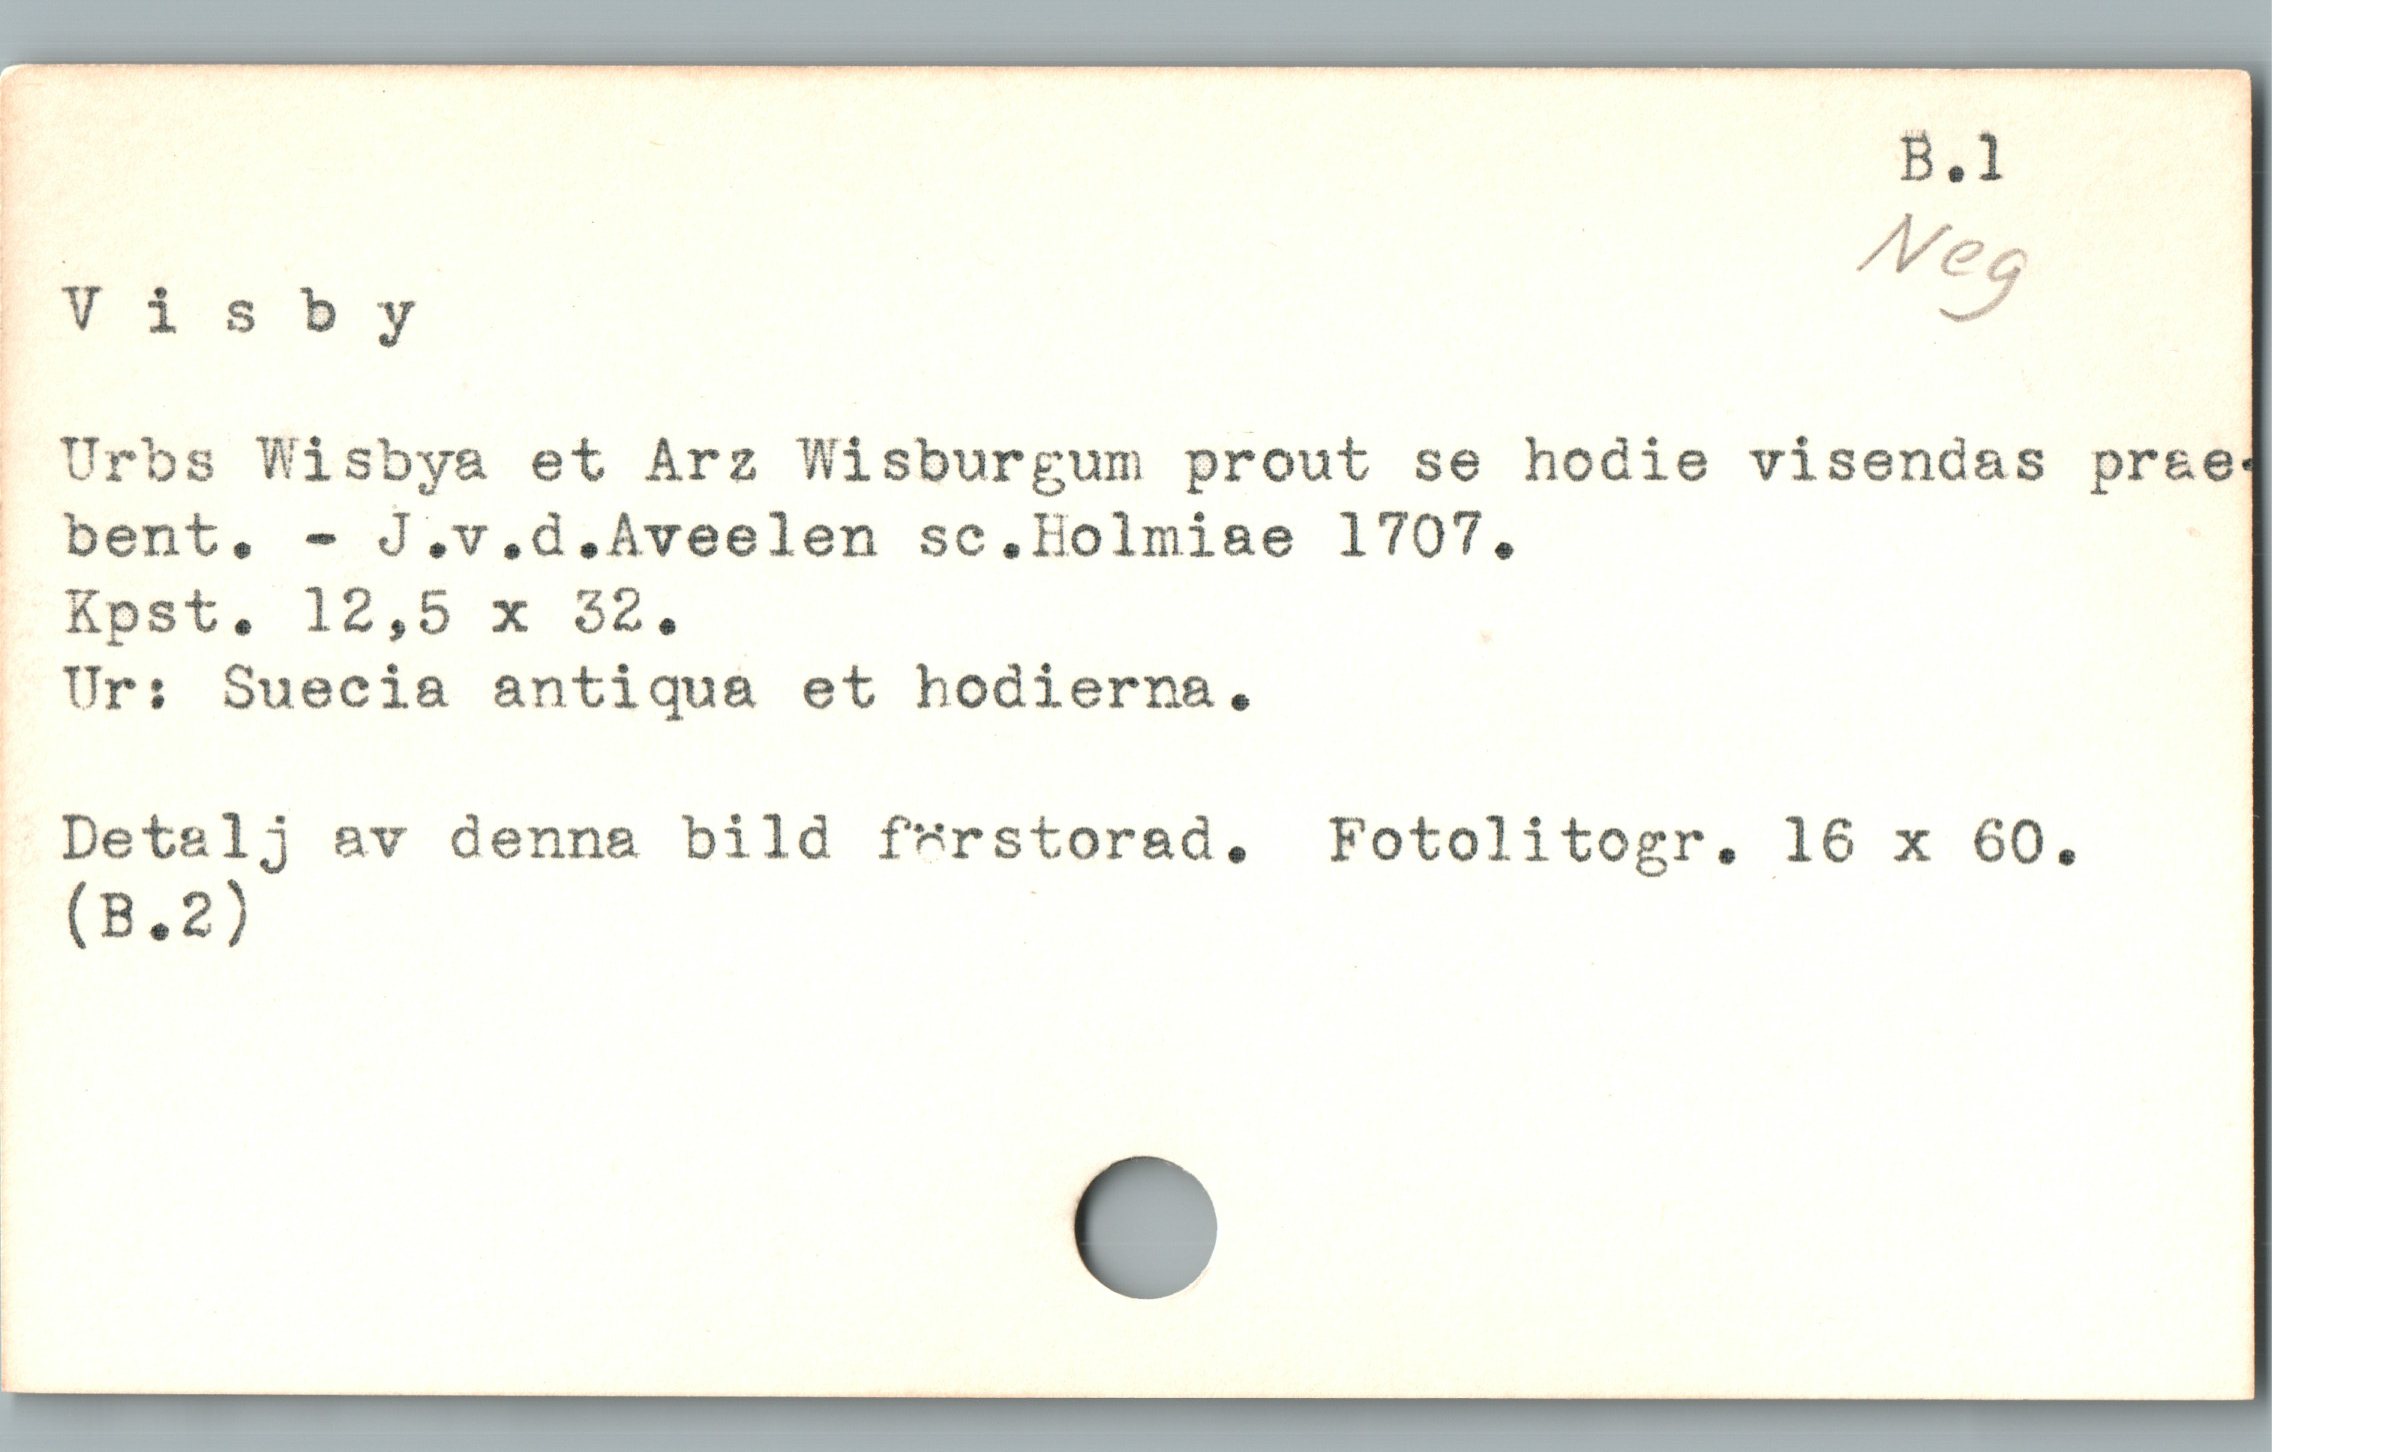 B.1
Neg
V i s b y
Urbs Wisbya et Arz Wisburgum prout se hodie visendas prae-
bent. - J.v.d.Aveelen sc.Holmiae 1707.
Kpst. 12,5 x 32.
Ur: Suecia antiqua et hodierna.
Detalj av denna bild förstorad. Fotolitogr. 16 x 60.
(B.2)